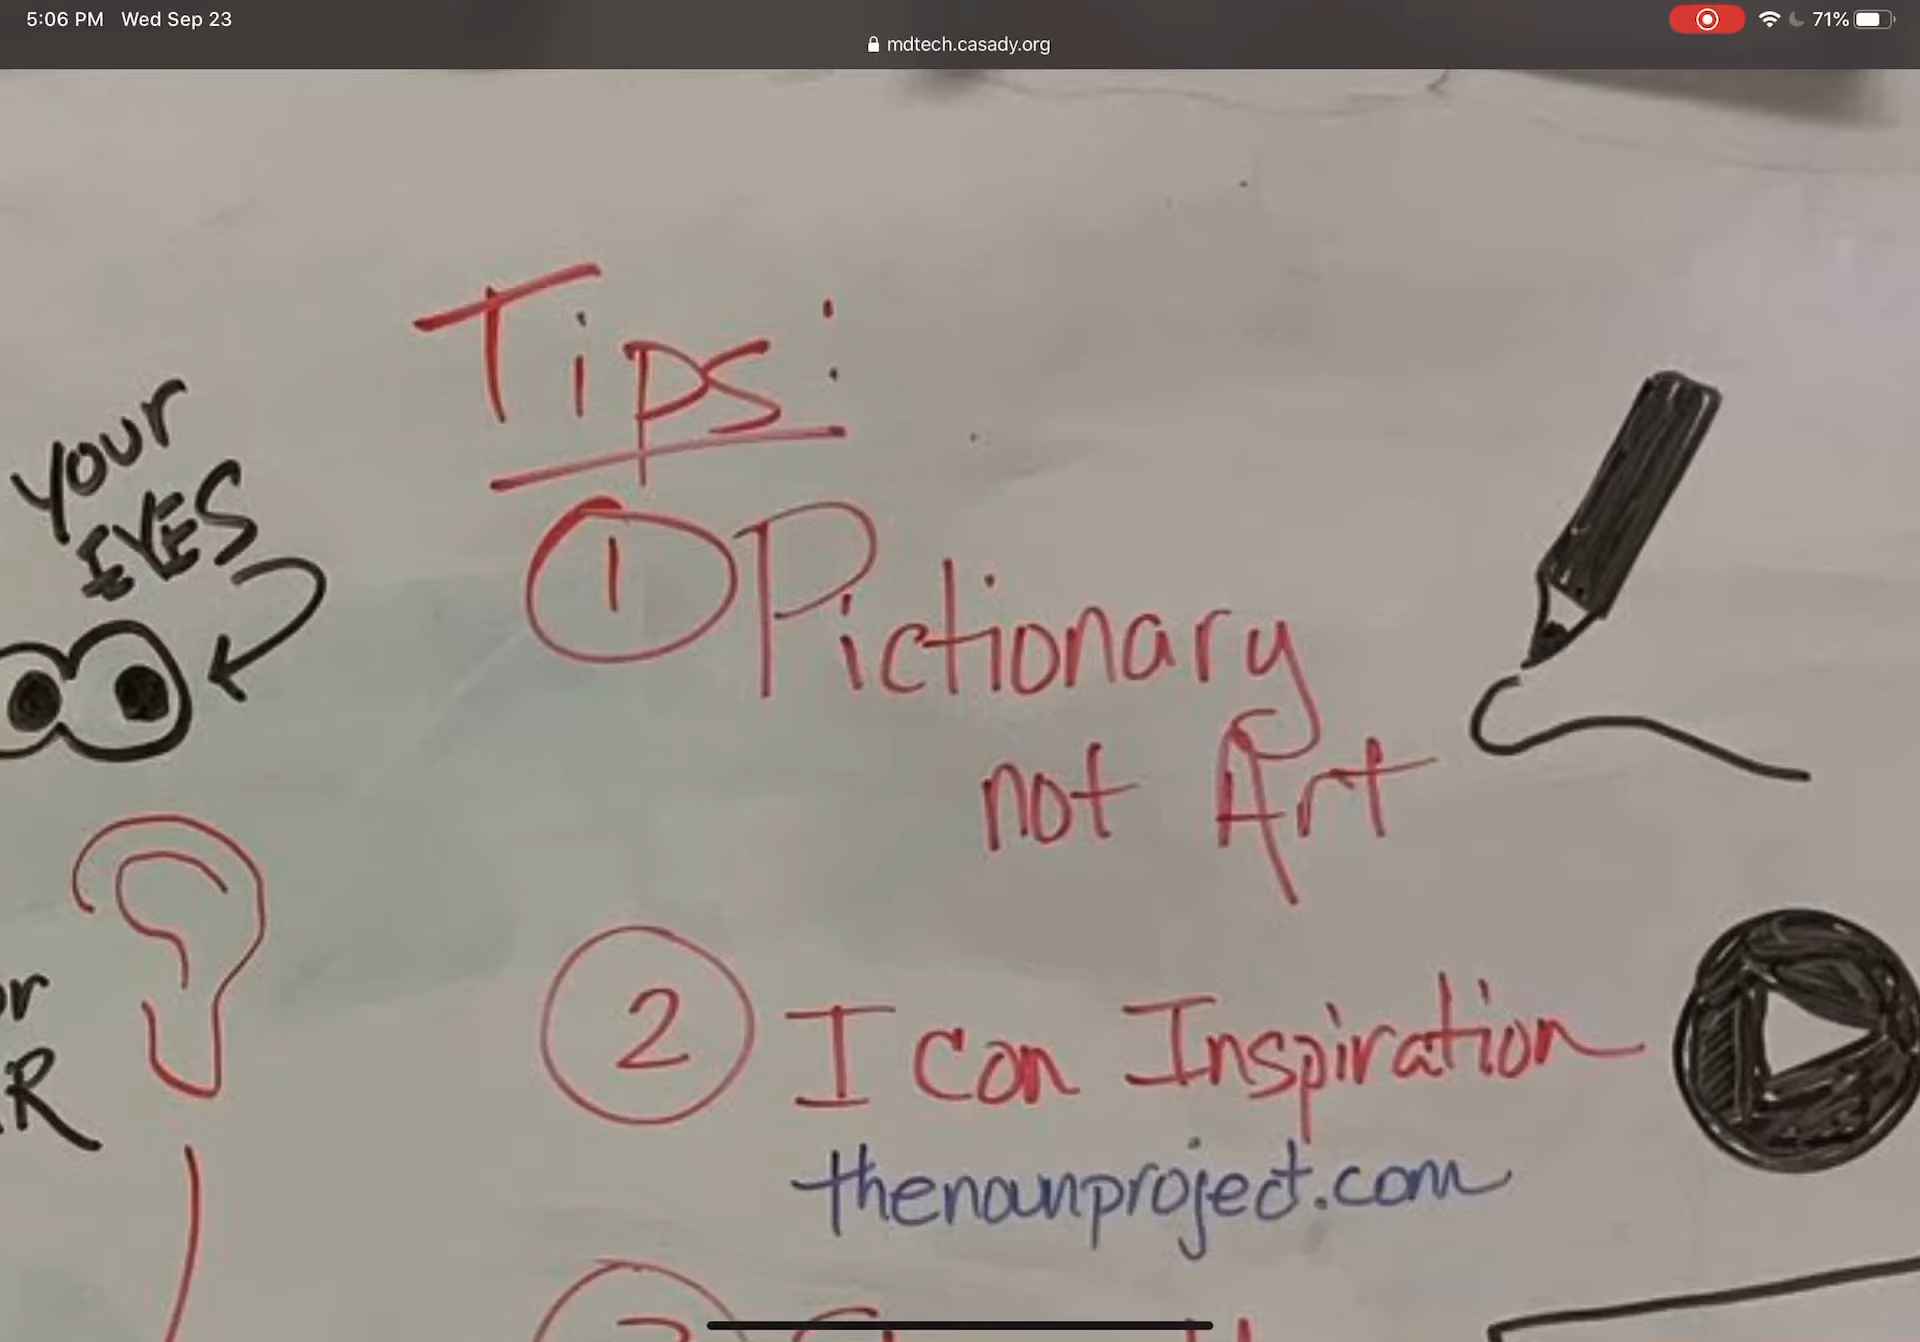 5:06 PM Wed Sep 23
71%
mdtech.casady.org
Tips:
your
EYES
1 Pictionary
not Art
2 Icon Inspiration
thenounproject.com